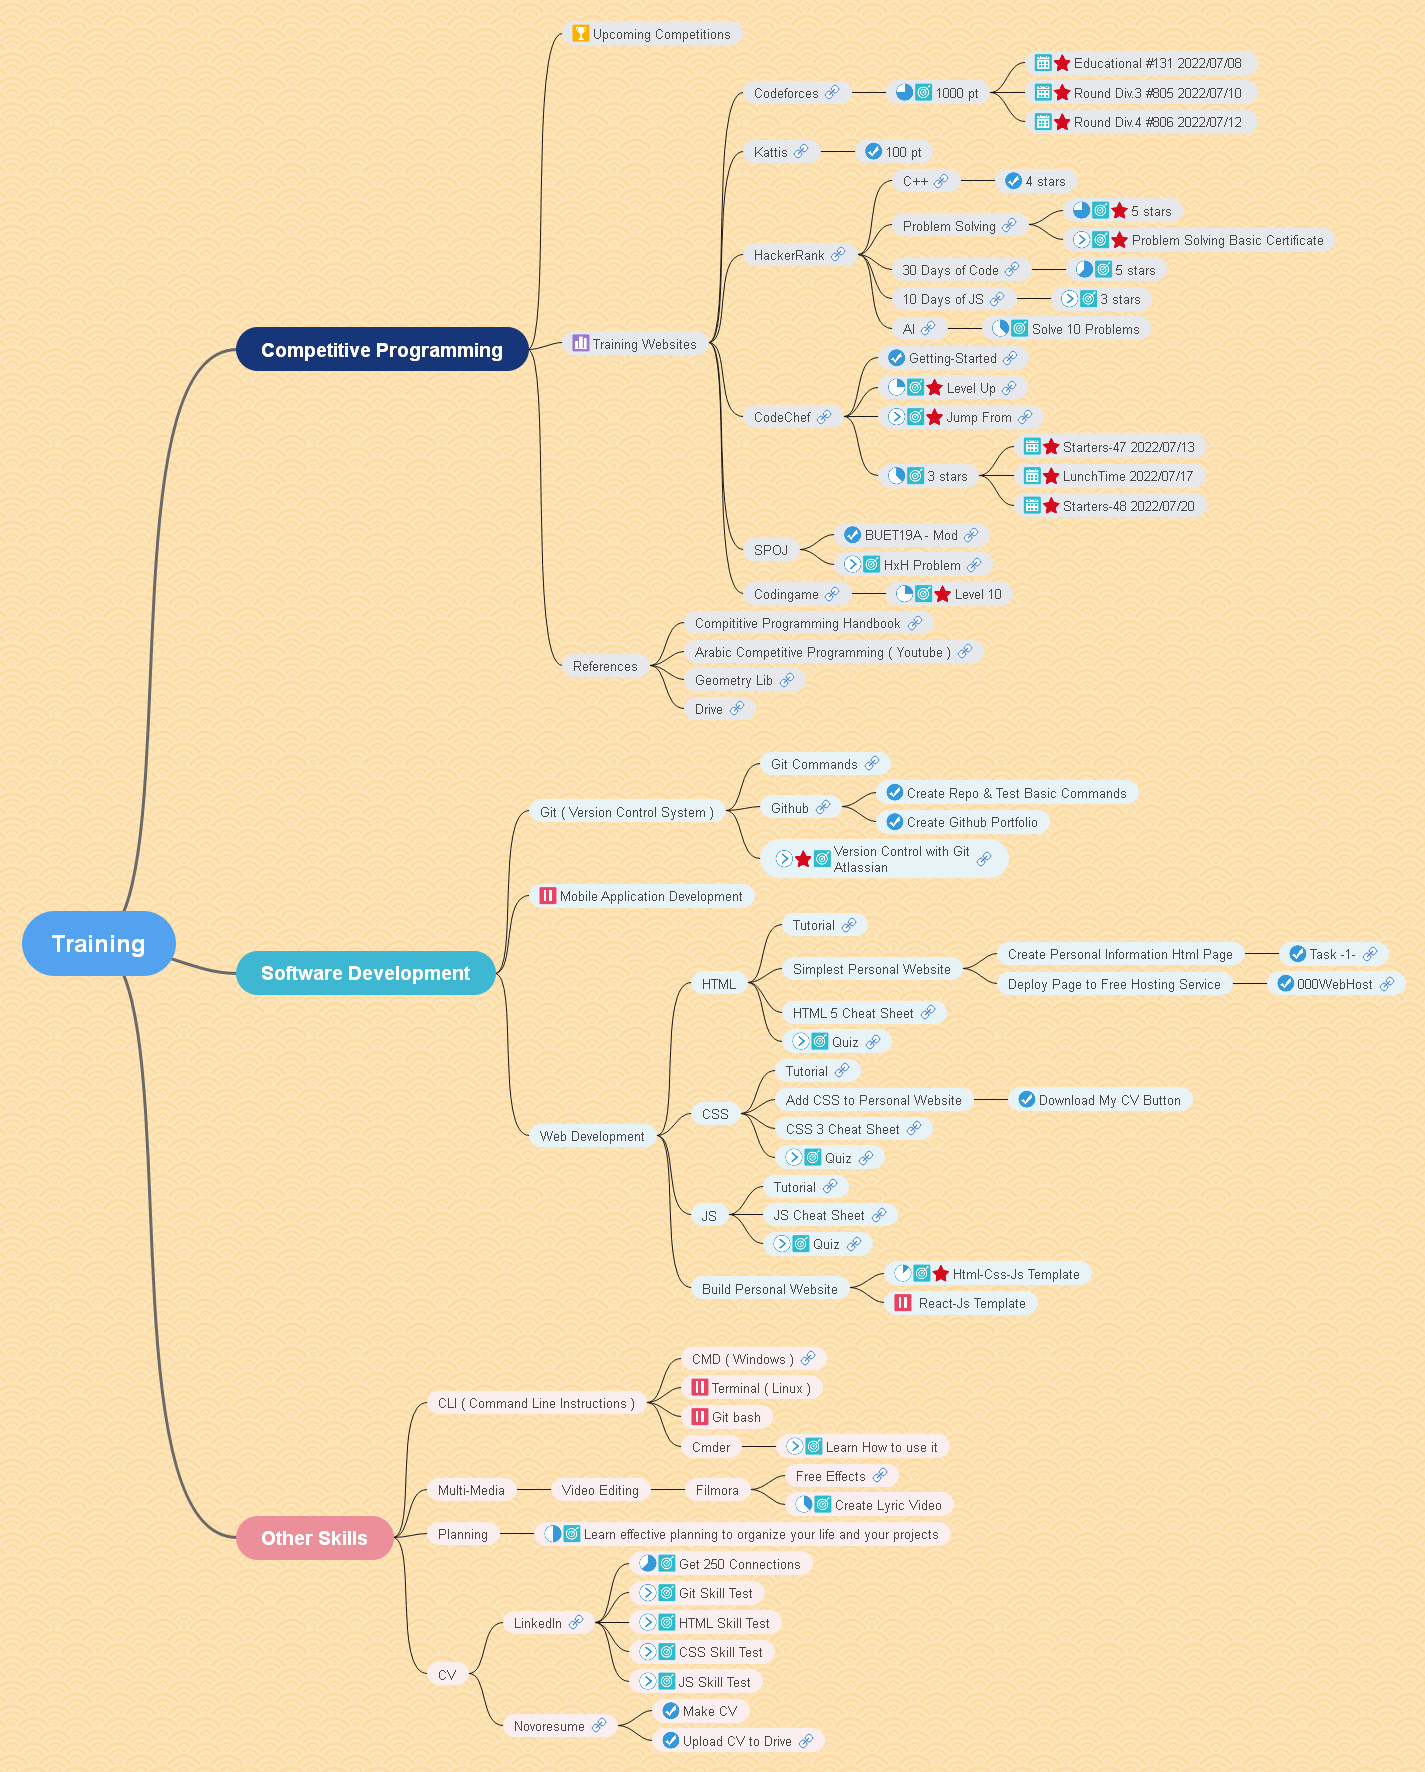 Training
Competitive Programming
Upcoming Competitions
Training Websites
Codeforces
1000 pt
Educational #131 2022/07/08
Round Div.3 #805 2022/07/10
Round Div.4 #806 2022/07/12
Kattis
100 pt
HackerRank
C++
4 stars
Problem Solving
5 stars
Problem Solving Basic Certificate
30 Days of Code
5 stars
10 Days of JS
3 stars
AI
Solve 10 Problems
CodeChef
Getting-Started
Level Up
Jump From
3 stars
Starters-47 2022/07/13
LunchTime 2022/07/17
Starters-48 2022/07/20
SPOJ
BUET19A - Mod
HxH Problem
Codingame
Level 10
References
Compititive Programming Handbook
Arabic Competitive Programming ( Youtube )
Geometry Lib
Drive
Software Development
Git ( Version Control System )
Git Commands
Github
Create Repo & Test Basic Commands
Create Github Portfolio
Version Control with Git
Atlassian
Mobile Application Development
Web Development
HTML
Tutorial
Simplest Personal Website
Create Personal Information Html Page
Task -1-
Deploy Page to Free Hosting Service
000WebHost
HTML 5 Cheat Sheet
Quiz
CSS
Tutorial
Add CSS to Personal Website
Download My CV Button
CSS 3 Cheat Sheet
Quiz
JS
Tutorial
JS Cheat Sheet
Quiz
Build Personal Website
Html-Css-Js Template
React-Js Template
Other Skills
CLI ( Command Line Instructions )
CMD ( Windows )
Terminal ( Linux )
Git bash
Cmder
Learn How to use it
Multi-Media
Video Editing
Filmora
Free Effects
Create Lyric Video
Planning
Learn effective planning to organize your life and your projects
CV
LinkedIn
Get 250 Connections
Git Skill Test
HTML Skill Test
CSS Skill Test
JS Skill Test
Novoresume
Make CV
Upload CV to Drive